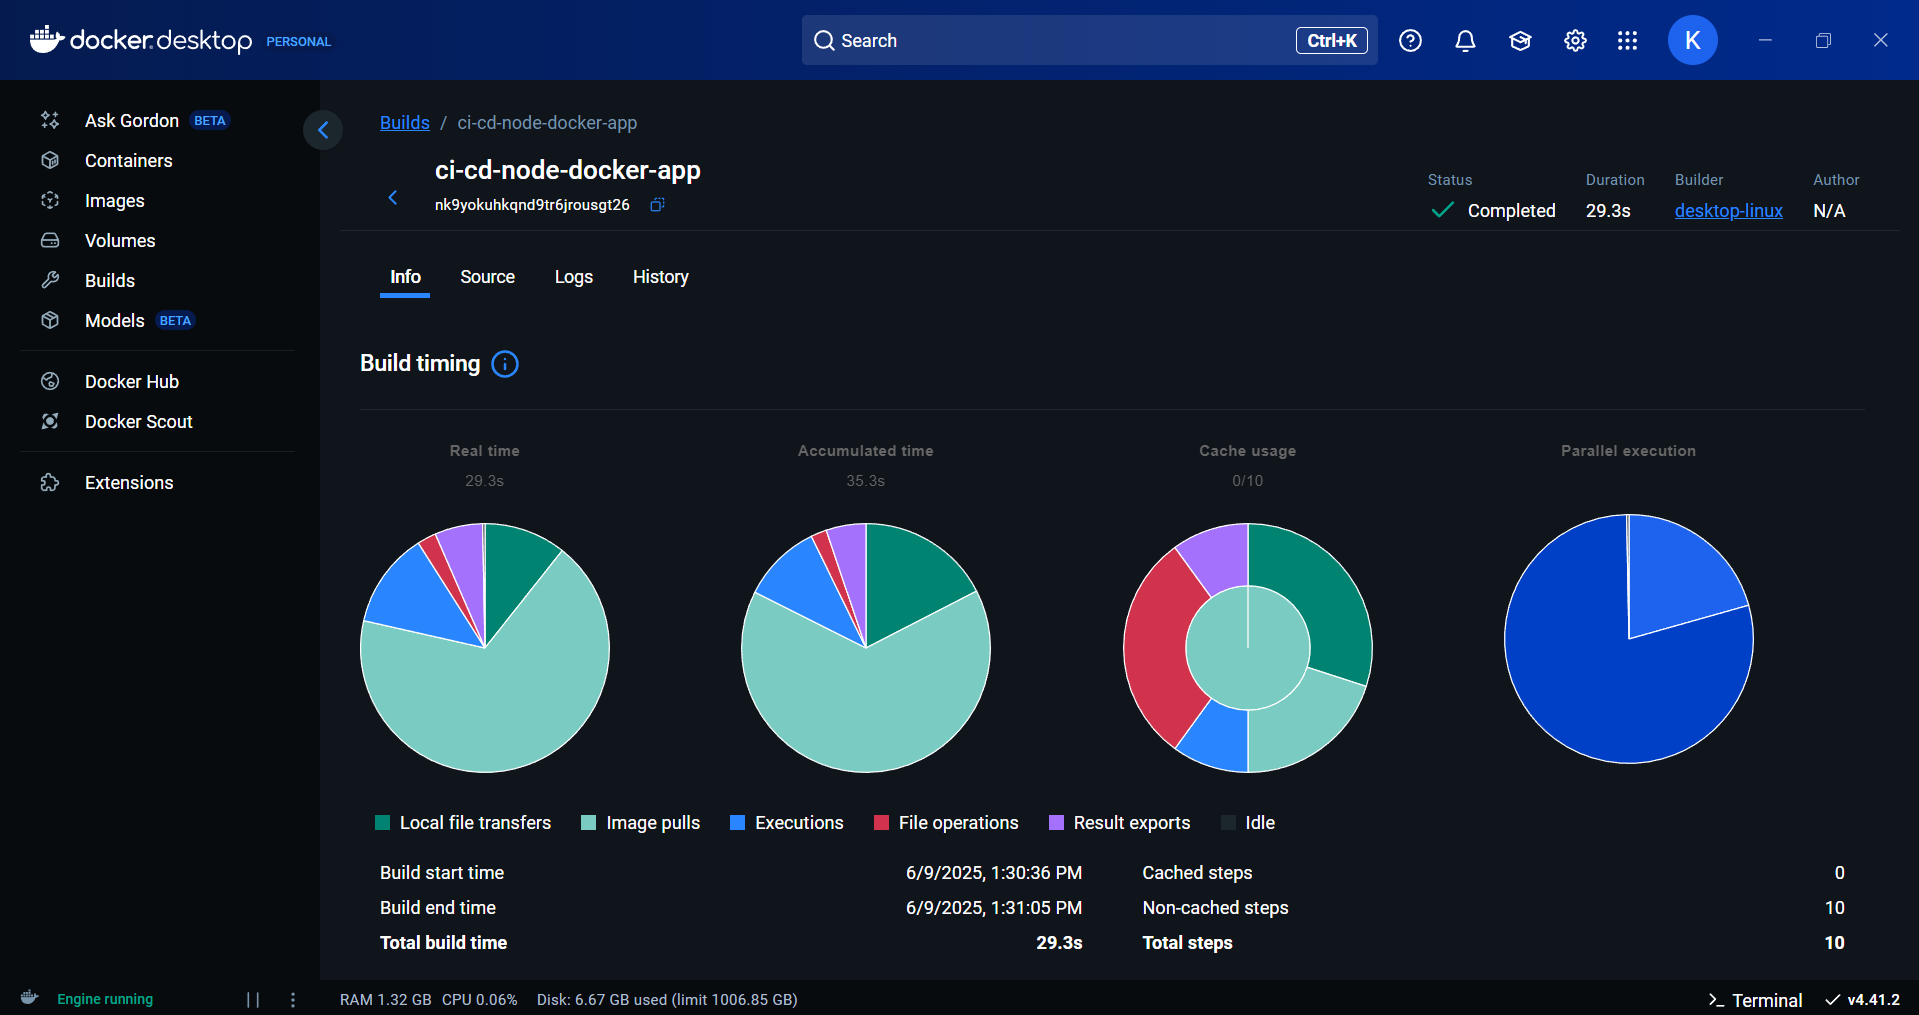 docker.desktop PERSONAL
Search Ctrl+K
K
Ask Gordon BETA
Containers
Images
Volumes
Builds
Models BETA
Docker Hub
Docker Scout
Extensions
Builds / ci-cd-node-docker-app
ci-cd-node-docker-app
nk9yokuhkqnd9tr6jrousgt26
Status Duration Builder Author
Completed 29.3s desktop-linux N/A
Info Source Logs History
Build timing
Real time Accumulated time Cache usage Parallel execution
29.3s 35.3s 0/10
Local file transfers Image pulls Executions File operations Result exports Idle
Build start time 6/9/2025, 1:30:36 PM Cached steps 0
Build end time 6/9/2025, 1:31:05 PM Non-cached steps 10
Total build time 29.3s Total steps 10
Engine running RAM 1.32 GB CPU 0.06% Disk: 6.67 GB used (limit 1006.85 GB) Terminal v4.41.2